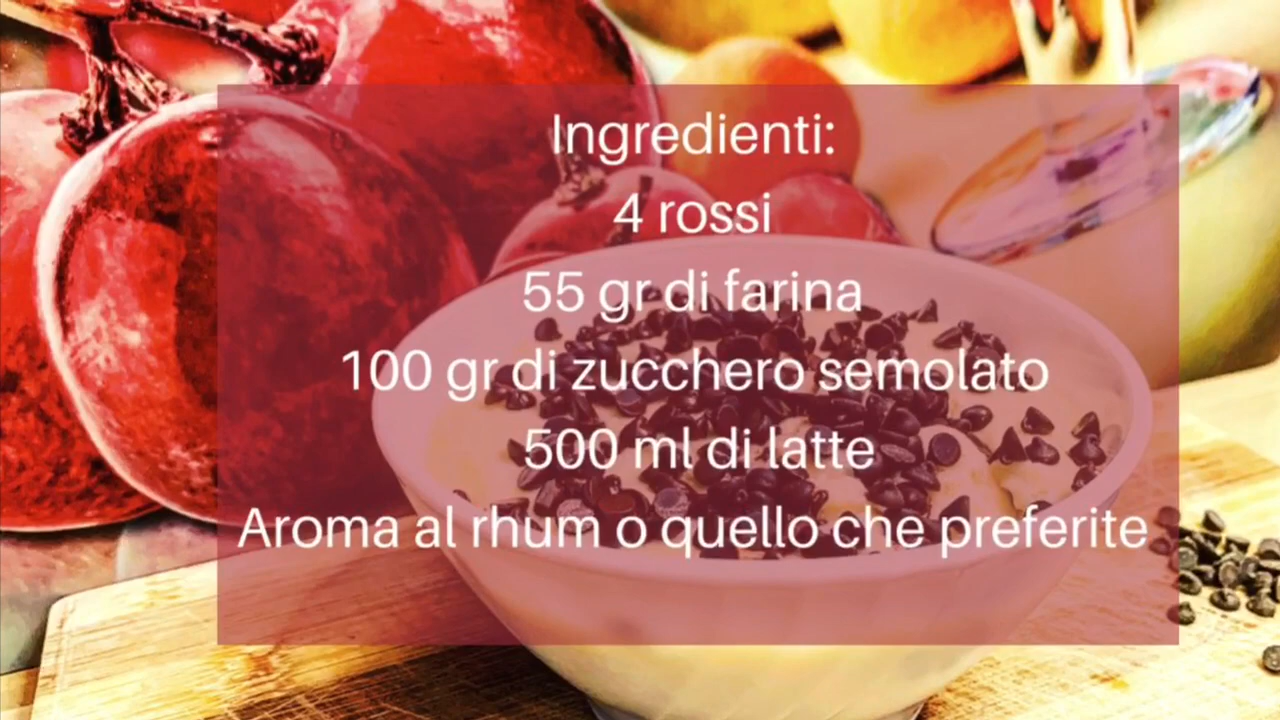 Ingredienti:
4 rossi
55 gr di farina
100 gr di zucchero semolato
500 ml di latte
Aroma al rhum o quello che preferite